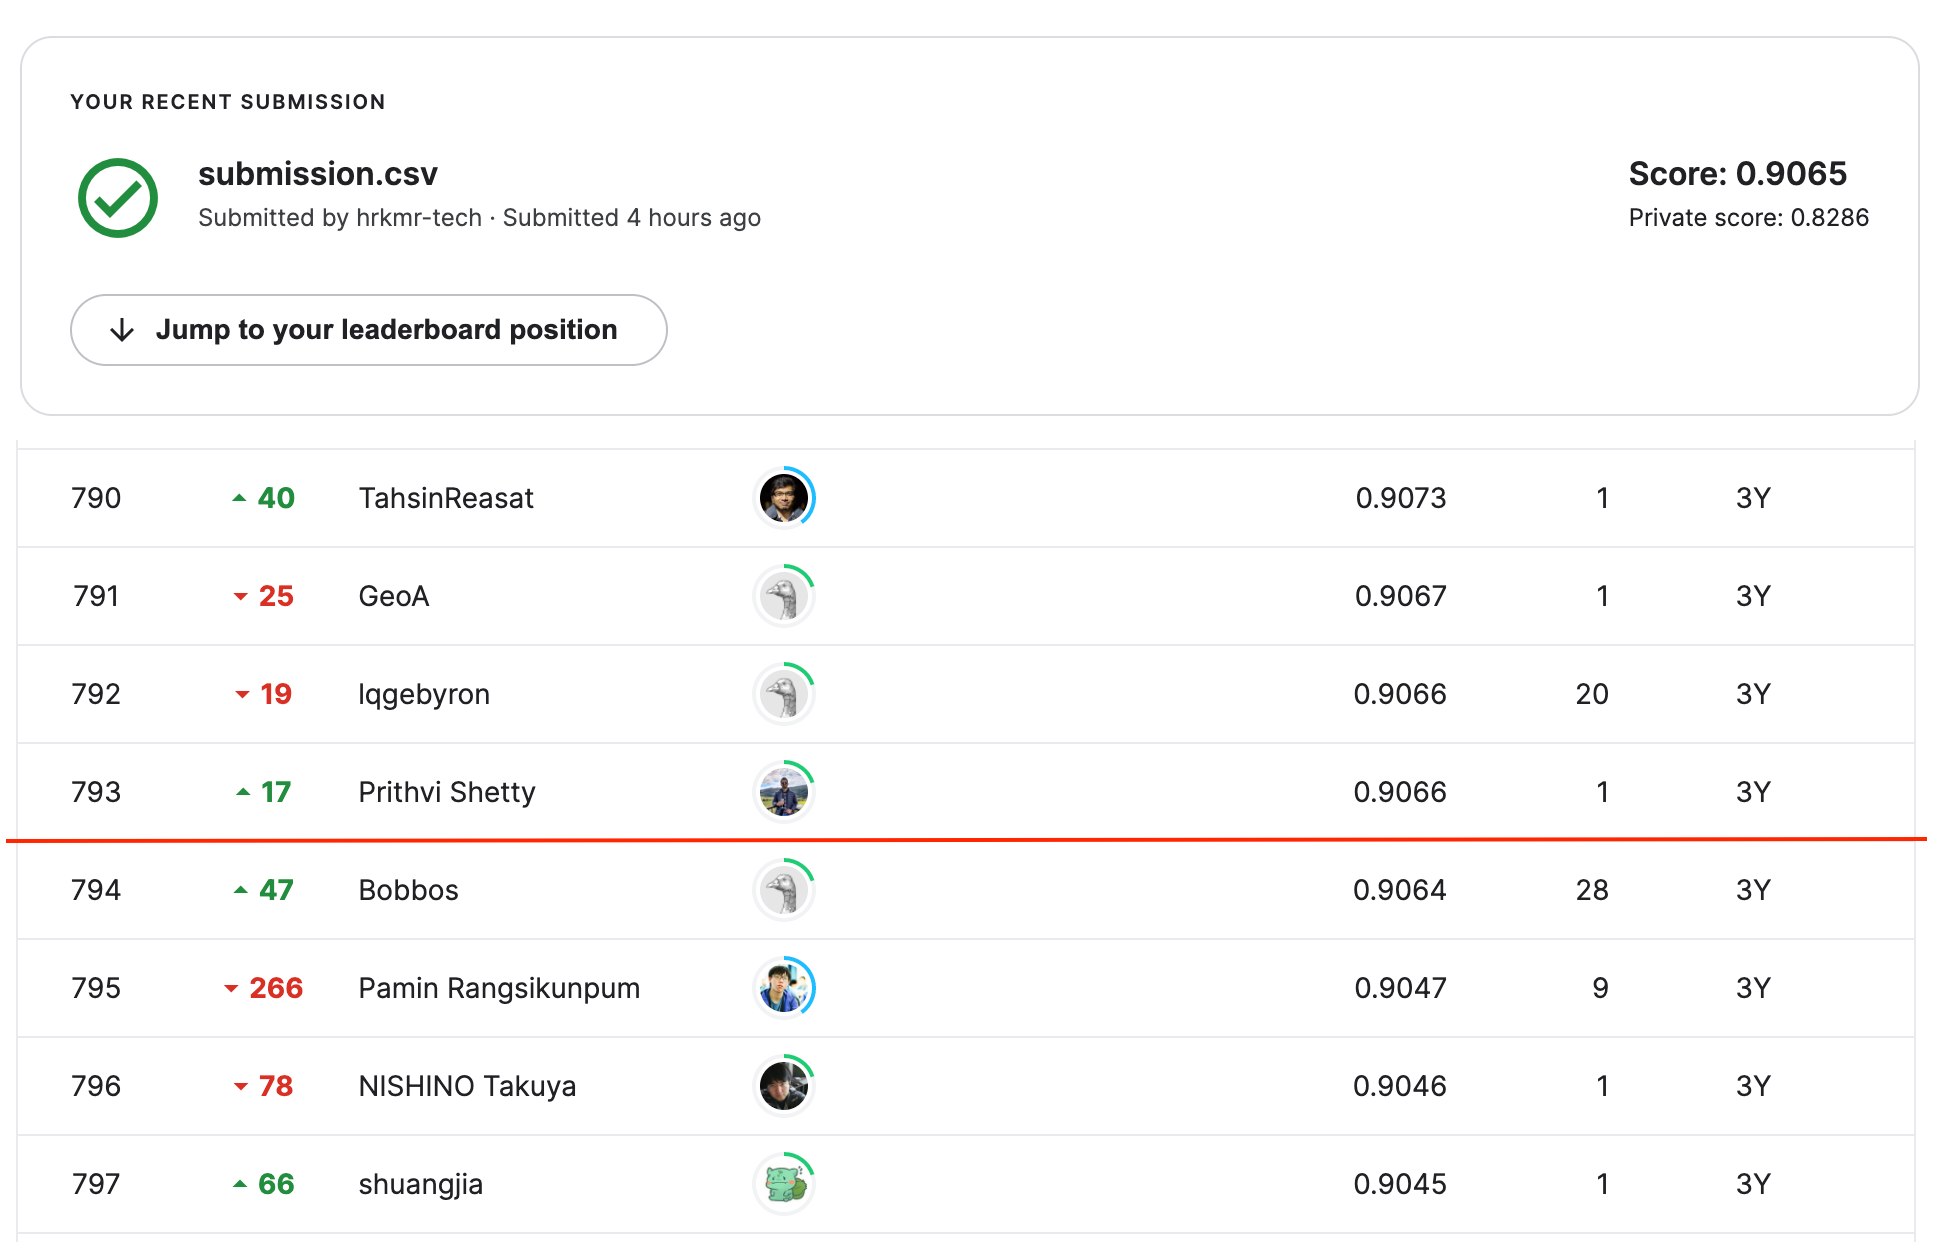 YOUR RECENT SUBMISSION
submission.csv
Score: 0.9065
Submitted by hrkmr-tech · Submitted 4 hours ago
Private score: 0.8286
Jump to your leaderboard position
790 40 TahsinReasat 0.9073 1 3Y
791 25 GeoA 0.9067 1 3Y
792 19 lqgebyron 0.9066 20 3Y
793 17 Prithvi Shetty 0.9066 1 3Y
794 47 Bobbos 0.9064 28 3Y
795 266 Pamin Rangsikunpum 0.9047 9 3Y
796 78 NISHINO Takuya 0.9046 1 3Y
797 66 shuangjia 0.9045 1 3Y